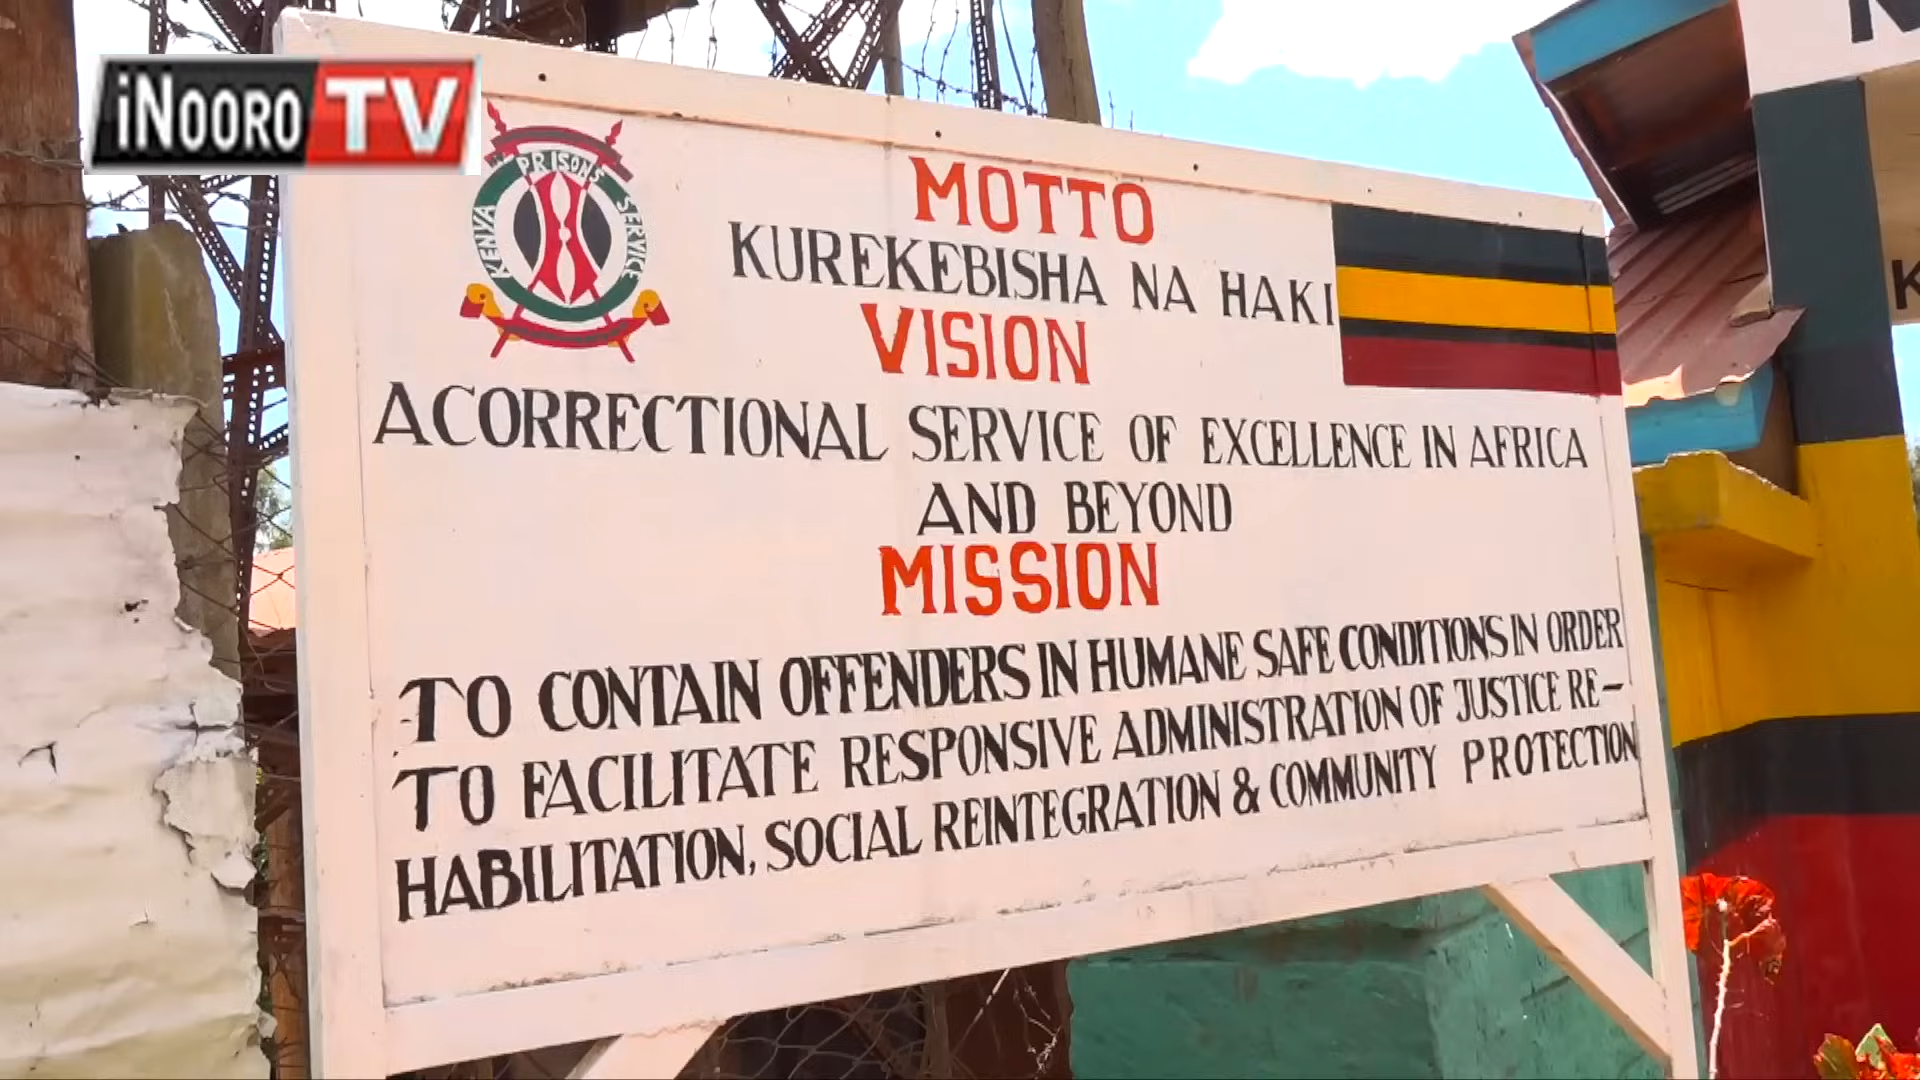 iNOORO TV
KENYA PRISONS SERVICE
MOTTO
KUREKEBISHA NA HAKI
VISION
A CORRECTIONAL SERVICE OF EXCELLENCE IN AFRICA
AND BEYOND
MISSION
TO CONTAIN OFFENDERS IN HUMANE SAFE CONDITIONS IN ORDER
TO FACILITATE RESPONSIVE ADMINISTRATION OF JUSTICE RE-
HABILITATION, SOCIAL REINTEGRATION & COMMUNITY PROTECTION